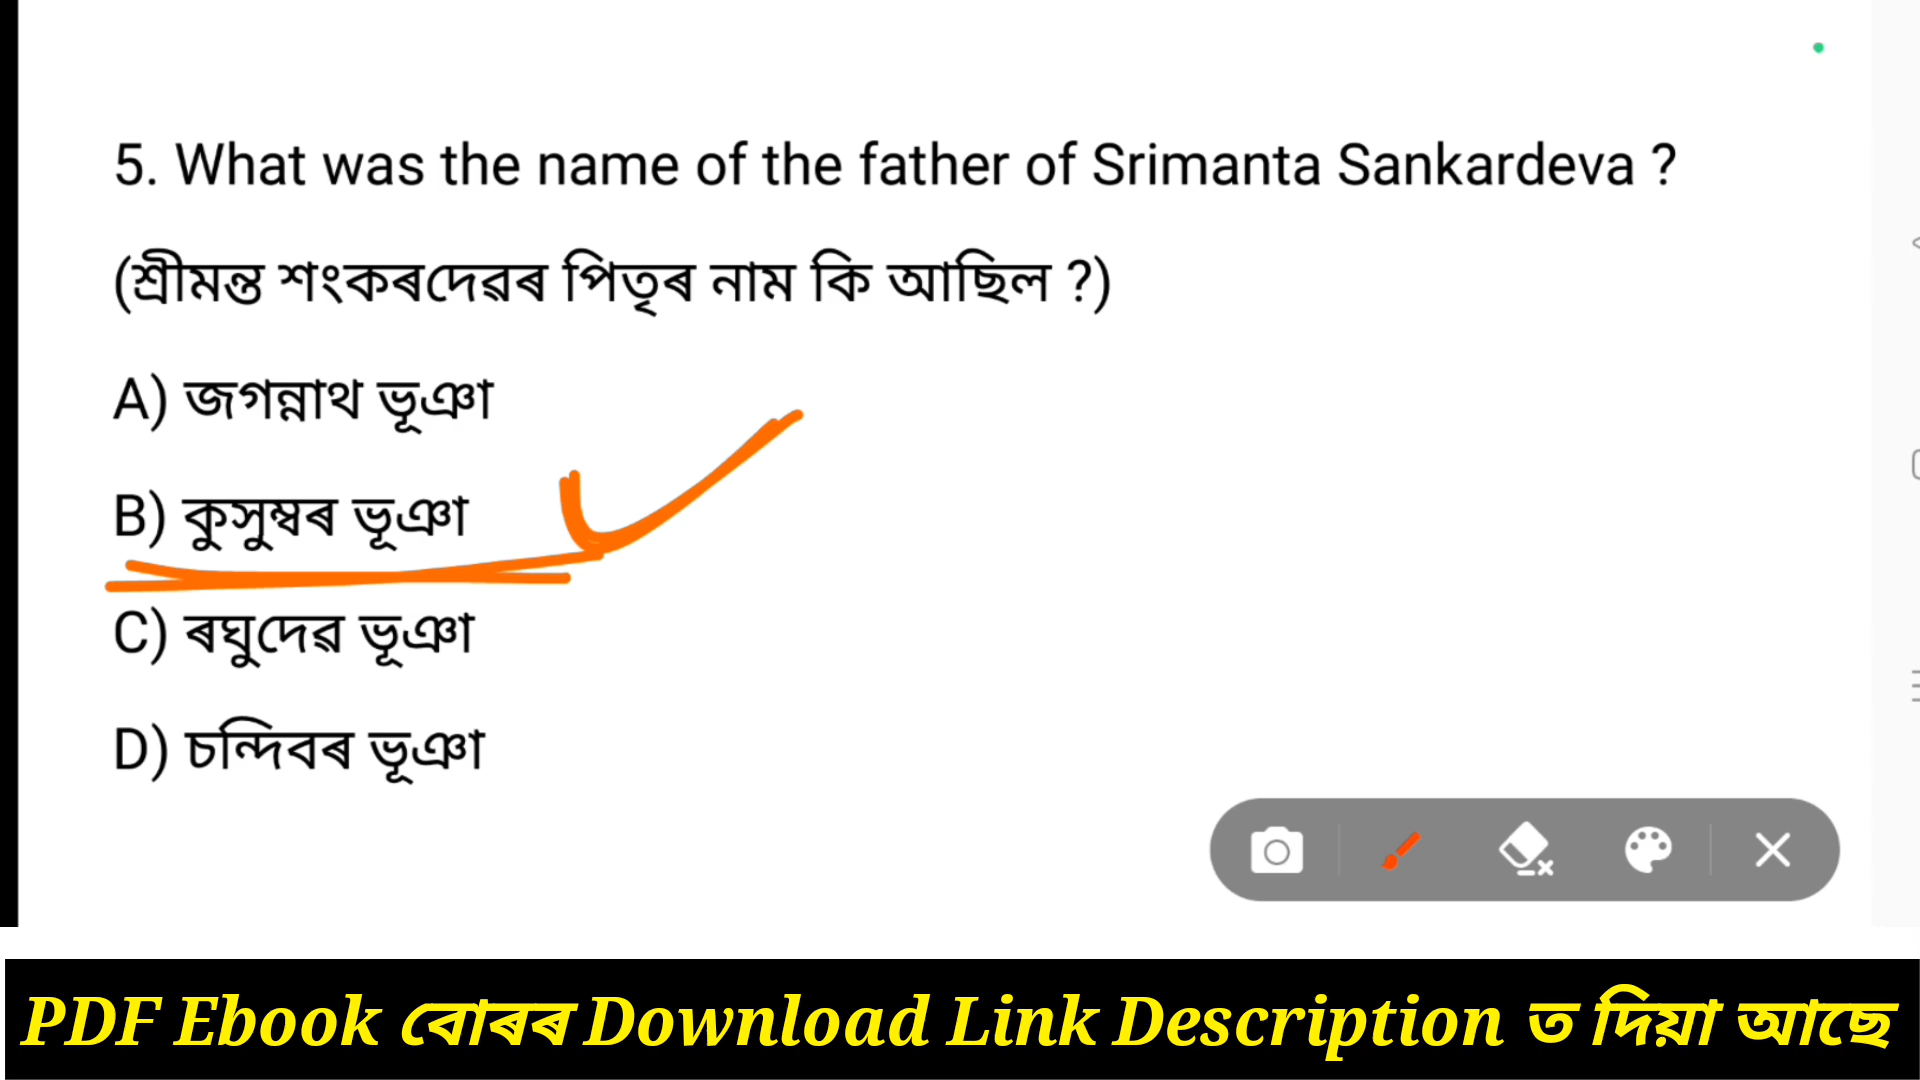 5. What was the name of the father of Srimanta Sankardeva ?
(শ্ৰীমন্ত শংকৰদেৱৰ পিতৃৰ নাম কি আছিল ?)
A) জগন্নাথ ভূঞা
B) কুসুম্বৰ ভূঞা
C) ৰঘুদেৱ ভূঞা
D) চন্দিবৰ ভূঞা
PDF Ebook বোৰৰ Download Link Description ত দিয়া আছে